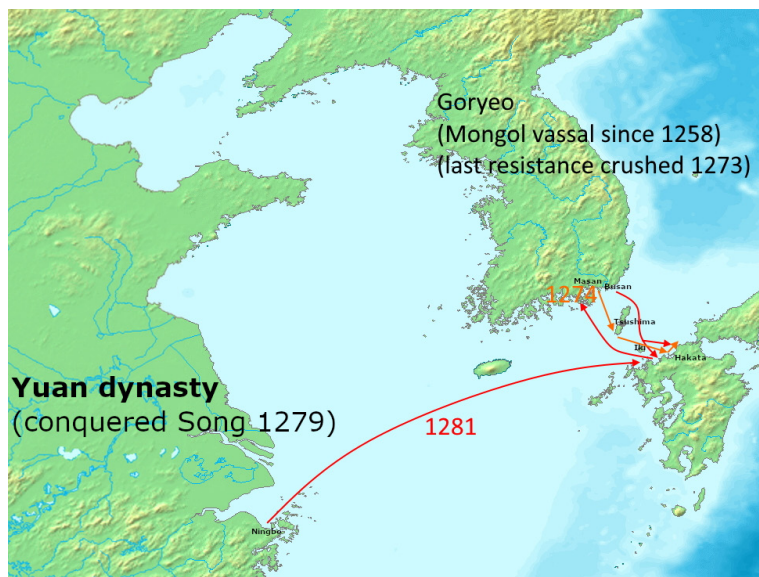 Goryeo
(Mongol vassal since 1258)
(last resistance crushed 1273)
Masan
Busan
1274
Tsushima
Iki
Hakata
Yuan dynasty
(conquered Song 1279)
1281
Ningbo